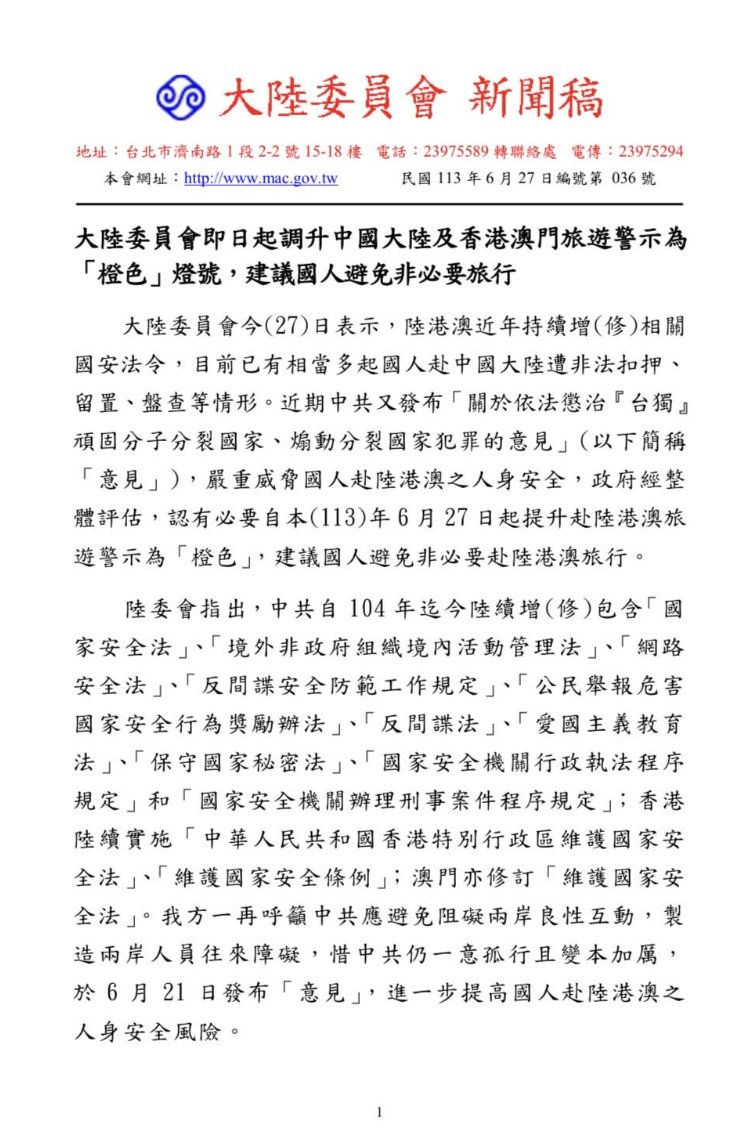 大陸委員會 新聞稿
地址：台北市濟南路 1 段 2-2 號 15-18 樓 電話：23975589 轉聯絡處 電傳：23975294
本會網址：http://www.mac.gov.tw 民國 113 年 6 月 27 日編號第 036 號
大陸委員會即日起調升中國大陸及香港澳門旅遊警示為
「橙色」燈號，建議國人避免非必要旅行
大陸委員會今(27)日表示，陸港澳近年持續增(修)相關
國安法令，目前已有相當多起國人赴中國大陸遭非法扣押、
留置、盤查等情形。近期中共又發布「關於依法懲治『台獨』
頑固分子分裂國家、煽動分裂國家犯罪的意見」(以下簡稱
「意見」)，嚴重威脅國人赴陸港澳之人身安全，政府經整
體評估，認有必要自本(113)年 6 月 27 日起提升赴陸港澳旅
遊警示為「橙色」，建議國人避免非必要赴陸港澳旅行。
陸委會指出，中共自 104 年迄今陸續增(修)包含「國
家安全法」、「境外非政府組織境內活動管理法」、「網路
安全法」、「反間諜安全防範工作規定」、「公民舉報危害
國家安全行為獎勵辦法」、「反間諜法」、「愛國主義教育
法」、「保守國家秘密法」、「國家安全機關行政執法程序
規定」和「國家安全機關辦理刑事案件程序規定」；香港
陸續實施「中華人民共和國香港特別行政區維護國家安
全法」、「維護國家安全條例」；澳門亦修訂「維護國家安
全法」。我方一再呼籲中共應避免阻礙兩岸良性互動，製
造兩岸人員往來障礙，惜中共仍一意孤行且變本加厲，
於 6 月 21 日發布「意見」，進一步提高國人赴陸港澳之
人身安全風險。
1